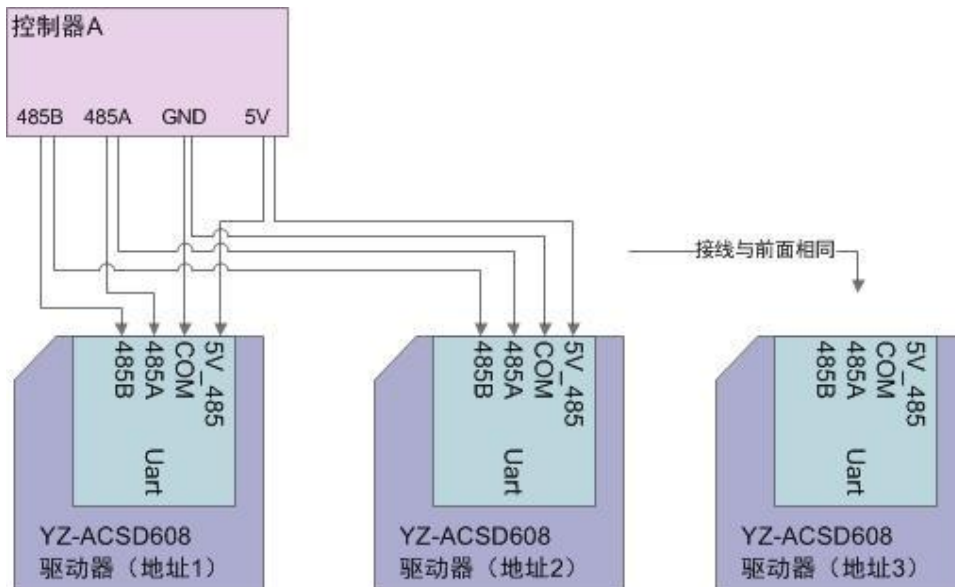 控制器A
485B 485A GND 5V
接线与前面相同
485B
485A
COM
5V_485
Uart
485B
485A
COM
5V_485
Uart
485B
485A
COM
5V_485
Uart
YZ-ACSD608
驱动器（地址1）
YZ-ACSD608
驱动器（地址2）
YZ-ACSD608
驱动器（地址3）